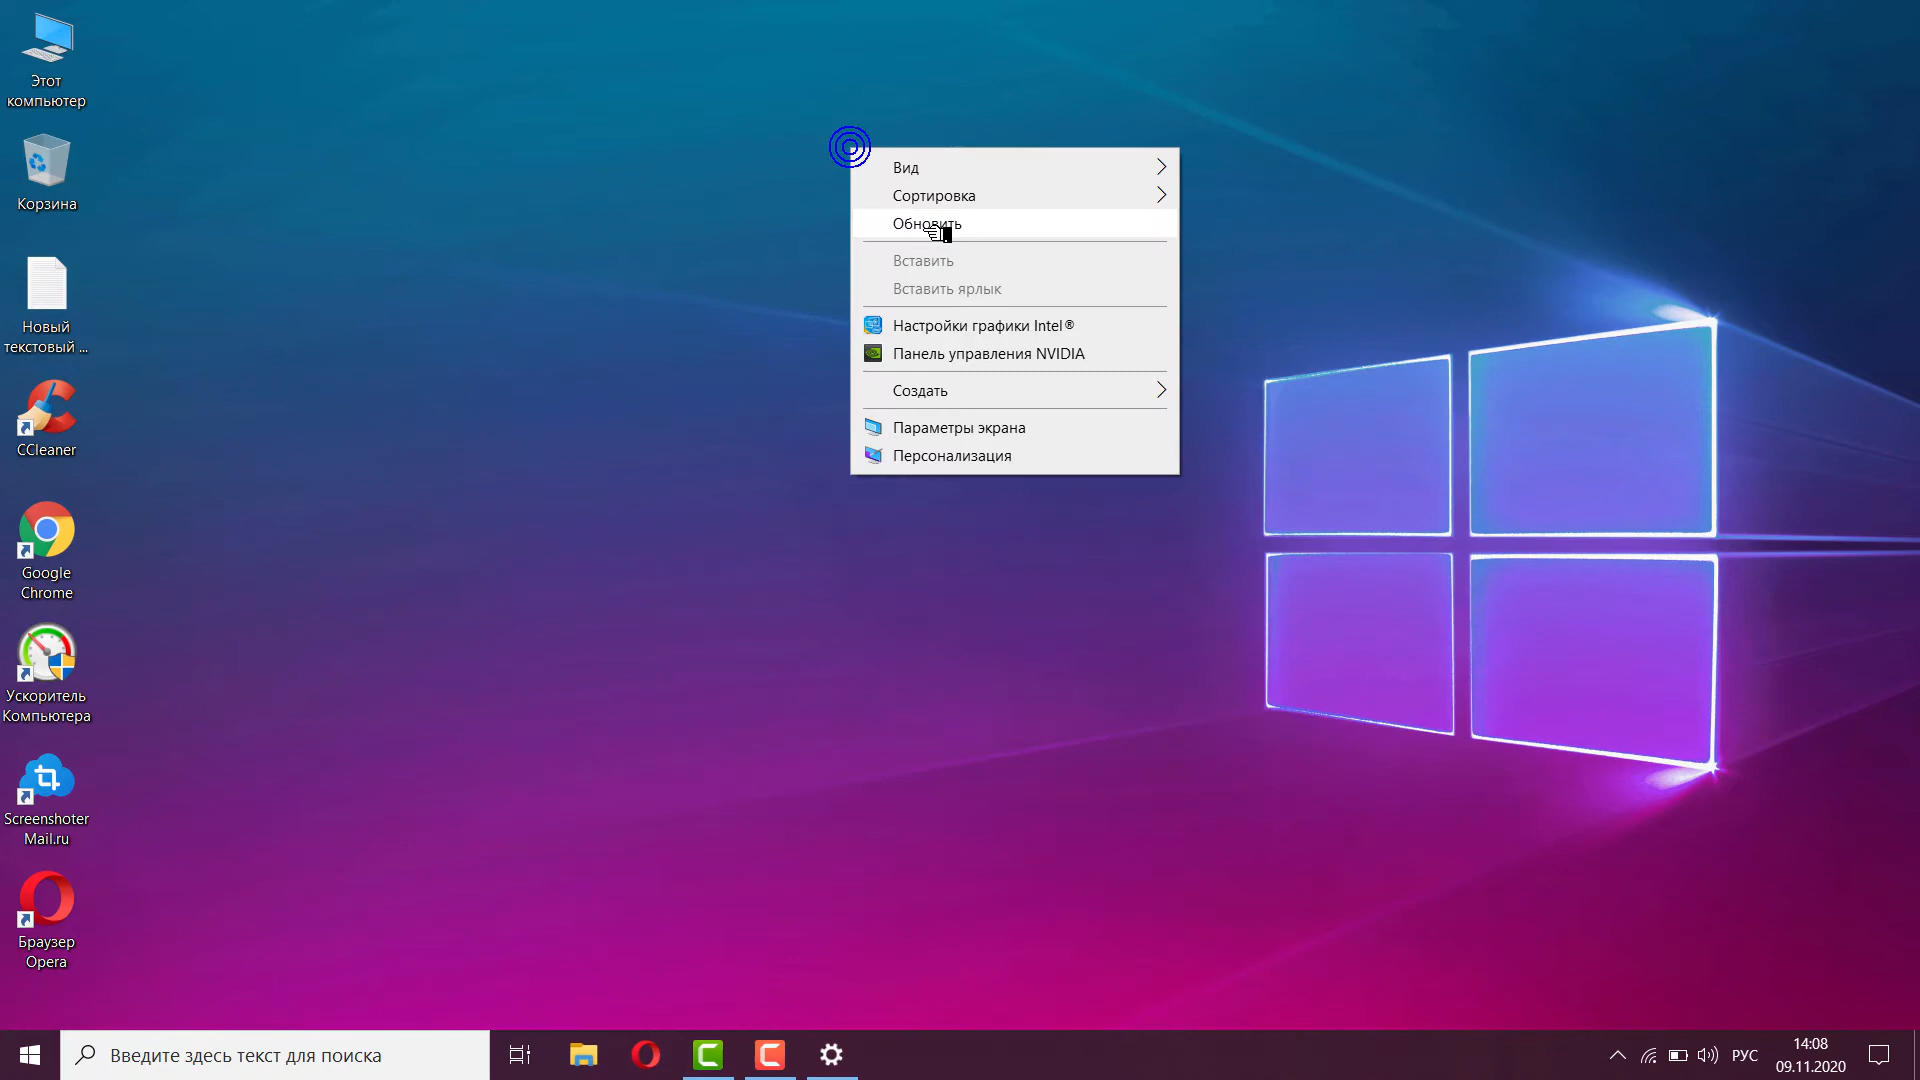 Этот
компьютер
Корзина
Новый
текстовый ...
CCleaner
Google
Chrome
Ускоритель
Компьютера
Screenshoter
Mail.ru
Браузер
Opera
Вид
Сортировка
Обновить
Вставить
Вставить ярлык
Настройки графики Intel®
Панель управления NVIDIA
Создать
Параметры экрана
Персонализация
Введите здесь текст для поиска
РУС
14:08
09.11.2020